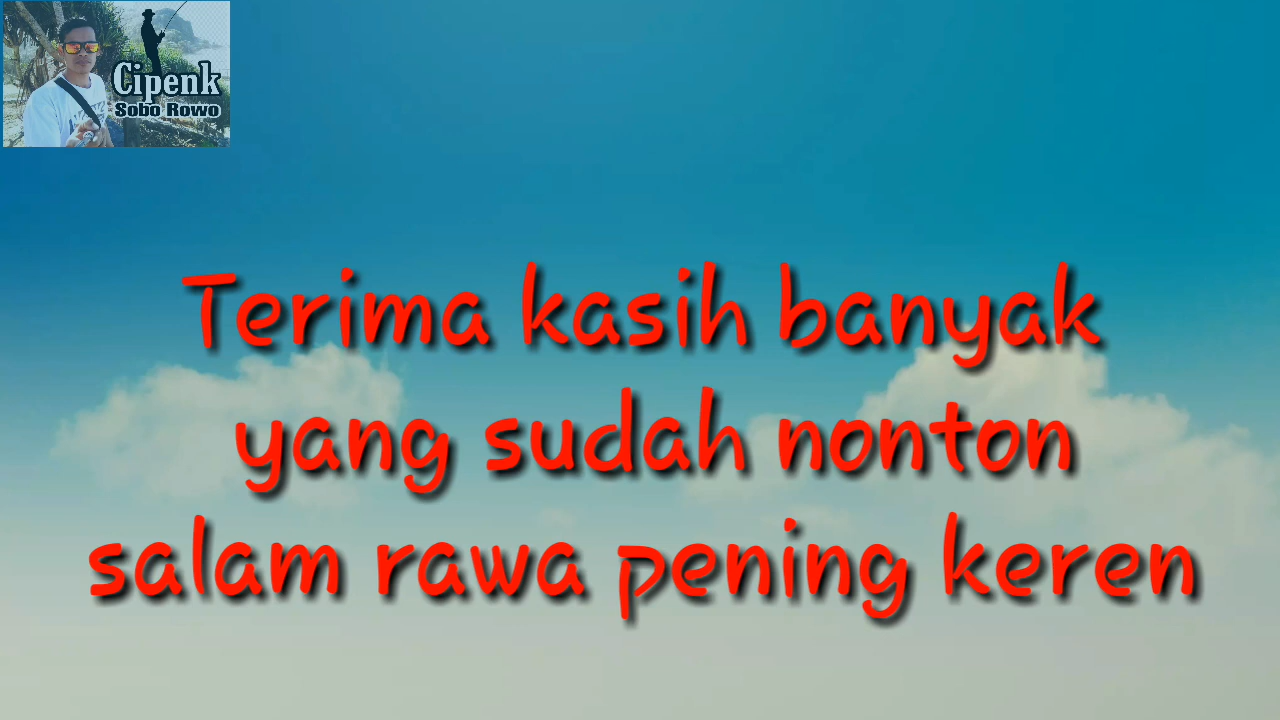 Cipenk
Sobo Rowo
Terima kasih banyak
yang sudah nonton
salam rawa pening keren